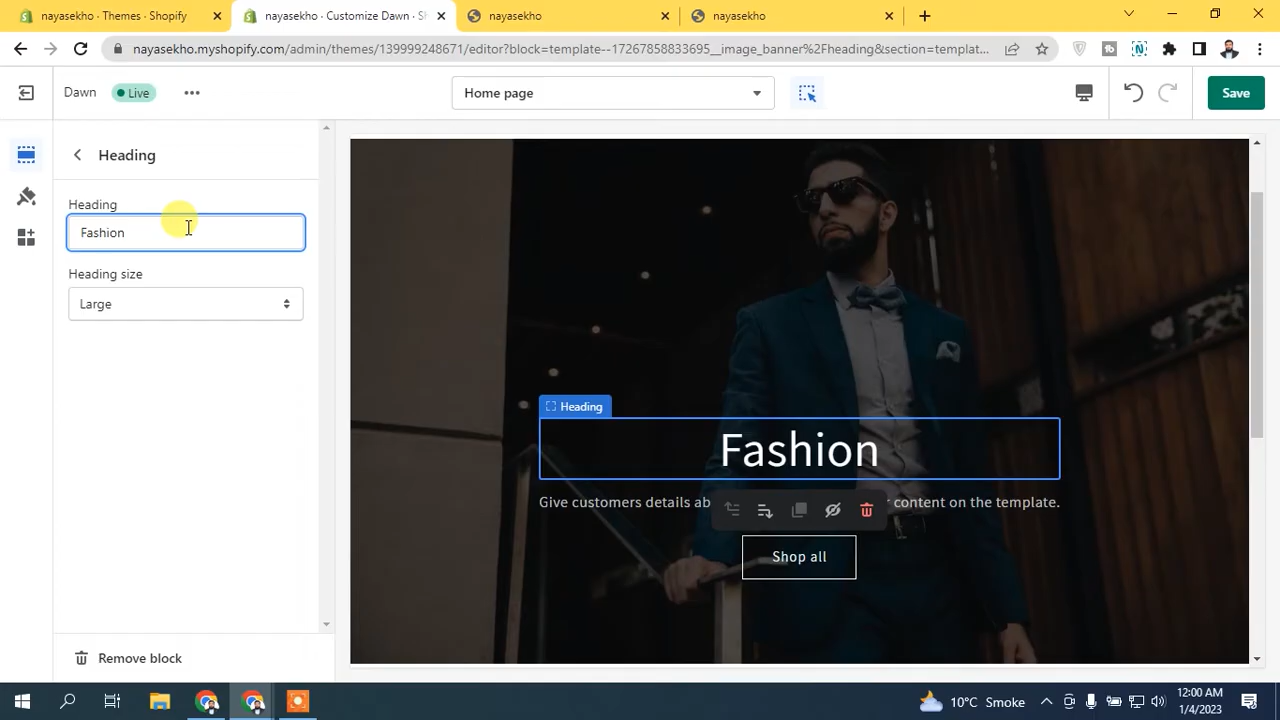 nayasekho · Themes · Shopify
nayasekho · Customize Dawn · Sh
nayasekho
nayasekho
nayasekho.myshopify.com/admin/themes/139999248671/editor?block=template--17267858833695__image_banner%2Fheading&section=templat...
Dawn
Live
Home page
Save
Heading
Heading
Fashion
Heading size
Large
Heading
Fashion
Give customers details ab
content on the template.
Shop all
Remove block
10°C Smoke
12:00 AM
1/4/2023